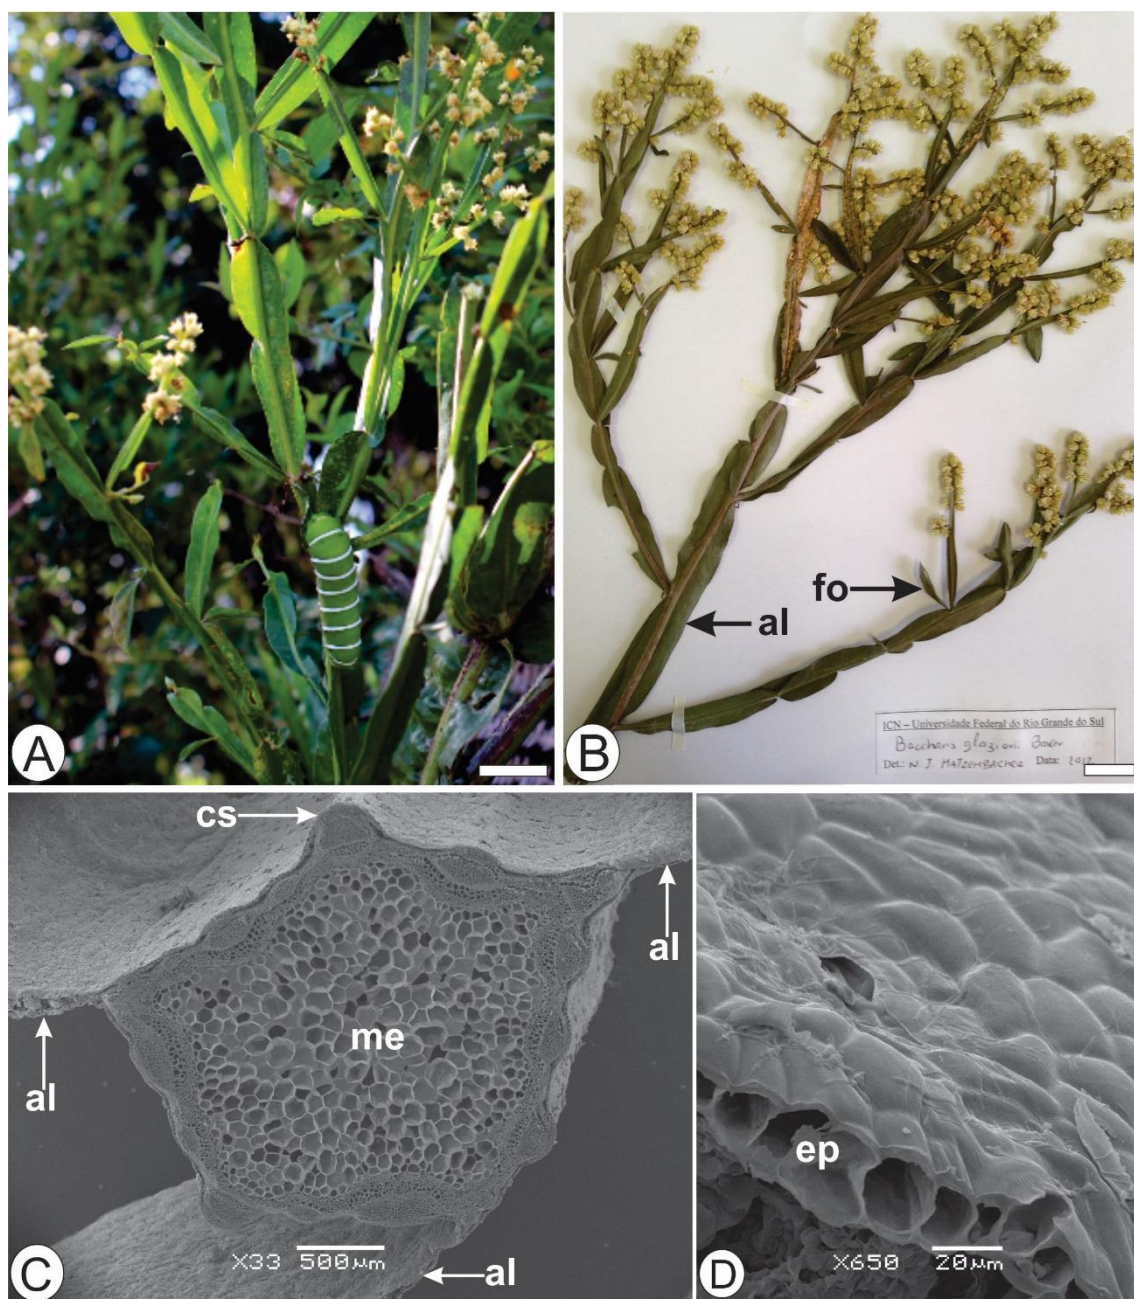 A
B
fo
al
ICN – Universidade Federal do Rio Grande do Sul
Baccharis glaziovii Baker
Det.: N. I. MATZENBACHER Data: 2012
cs
al
al
me
al
X33 500μm
C
ep
X650 20μm
D